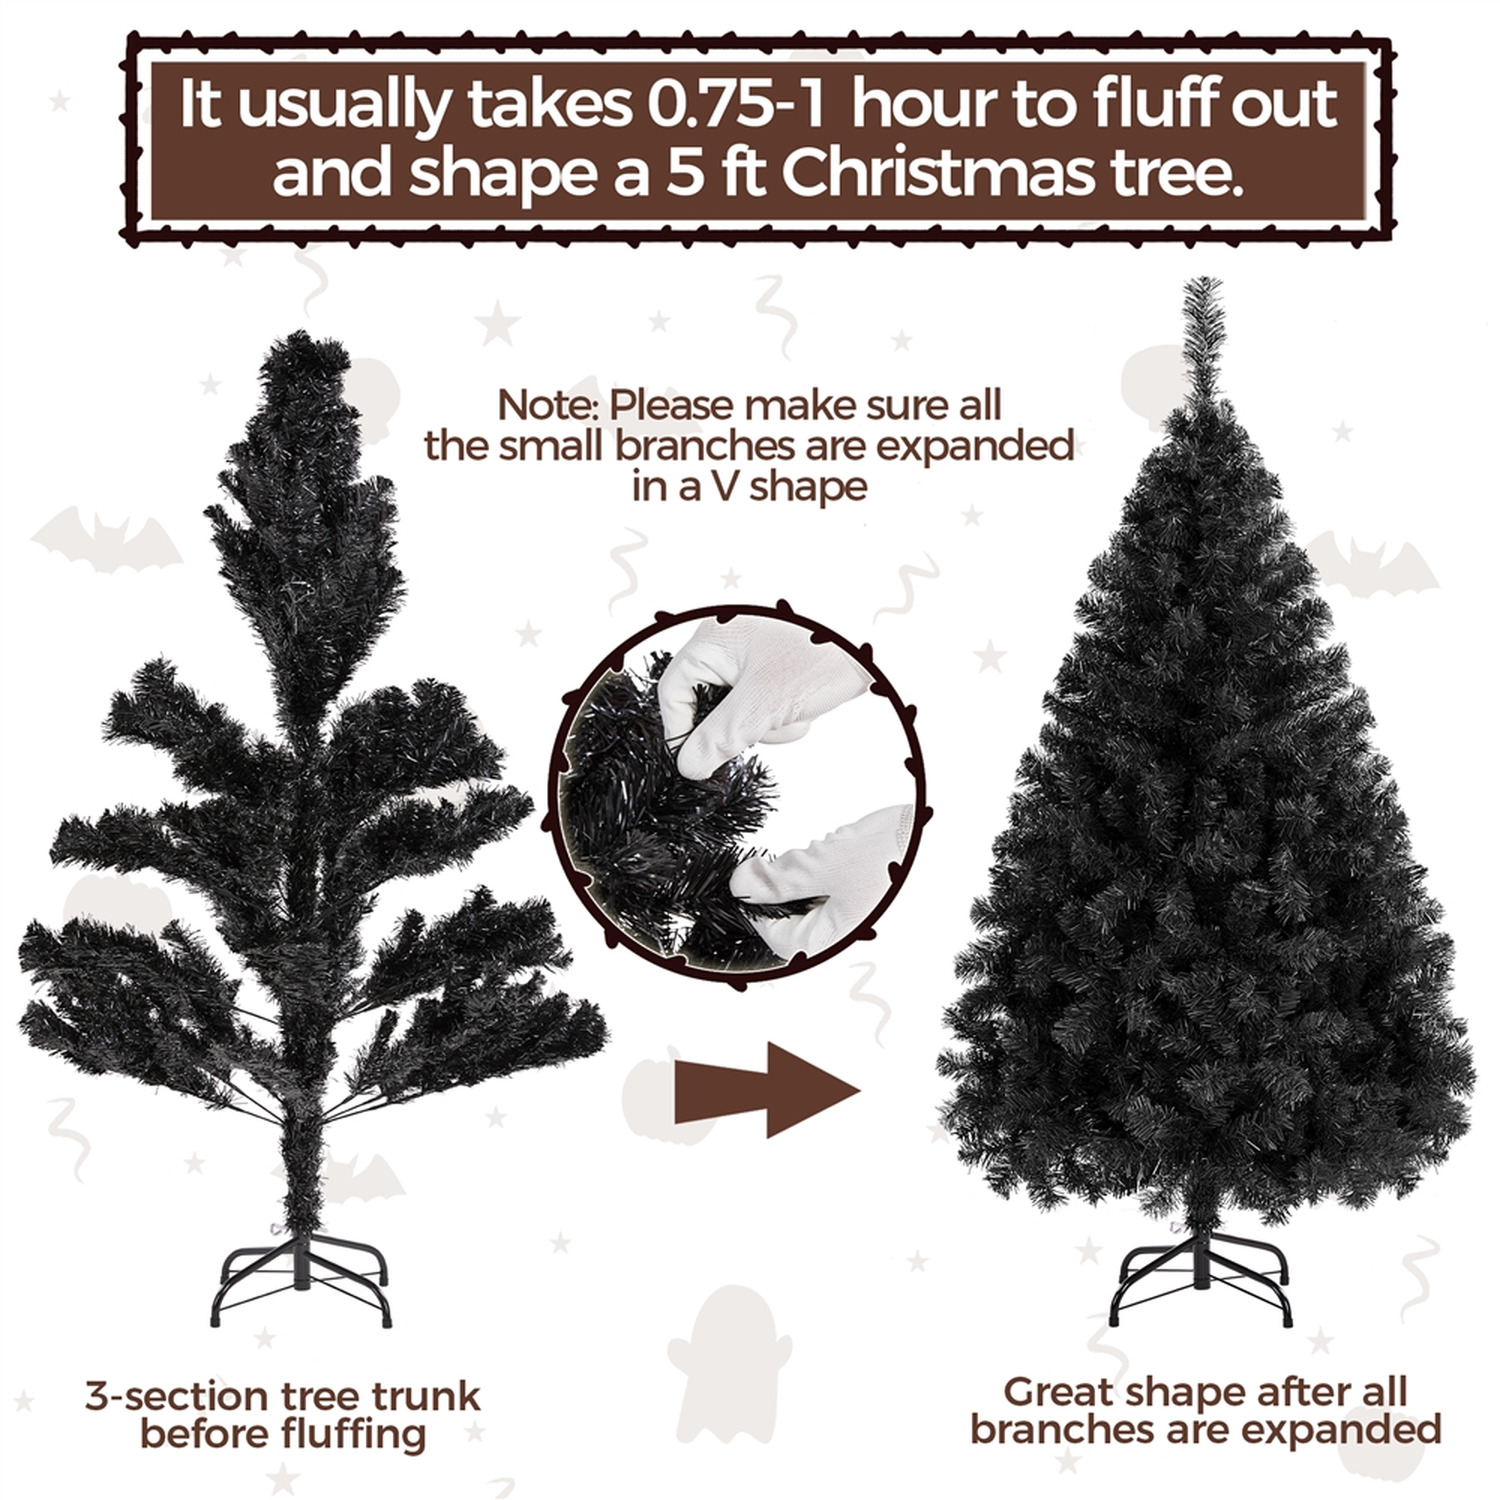 It usually takes 0.75-1 hour to fluff out
and shape a 5 ft Christmas tree.
Note: Please make sure all
the small branches are expanded
in a V shape
3-section tree trunk
before fluffing
Great shape after all
branches are expanded